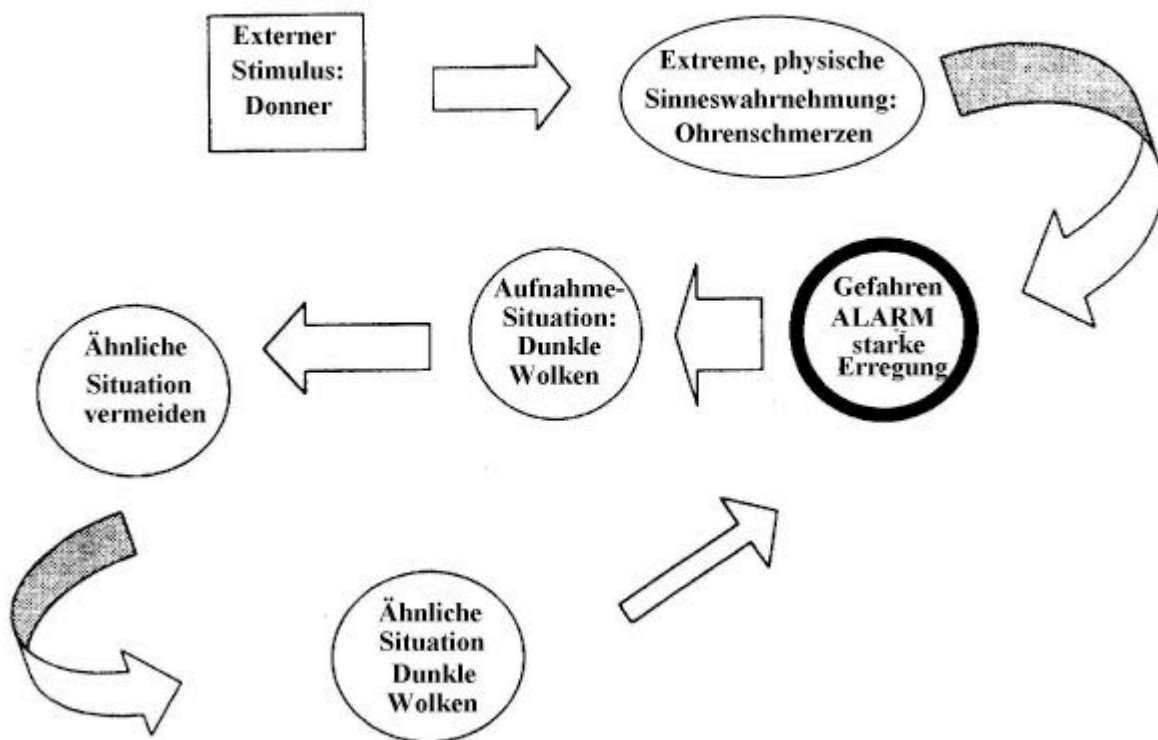 Externer
Stimulus:
Donner
Extreme, physische
Sinneswahrnehmung:
Ohrenschmerzen
Gefahren
ALARM
starke
Erregung
Aufnahme-
Situation:
Dunkle
Wolken
Ähnliche
Situation
vermeiden
Ähnliche
Situation
Dunkle
Wolken